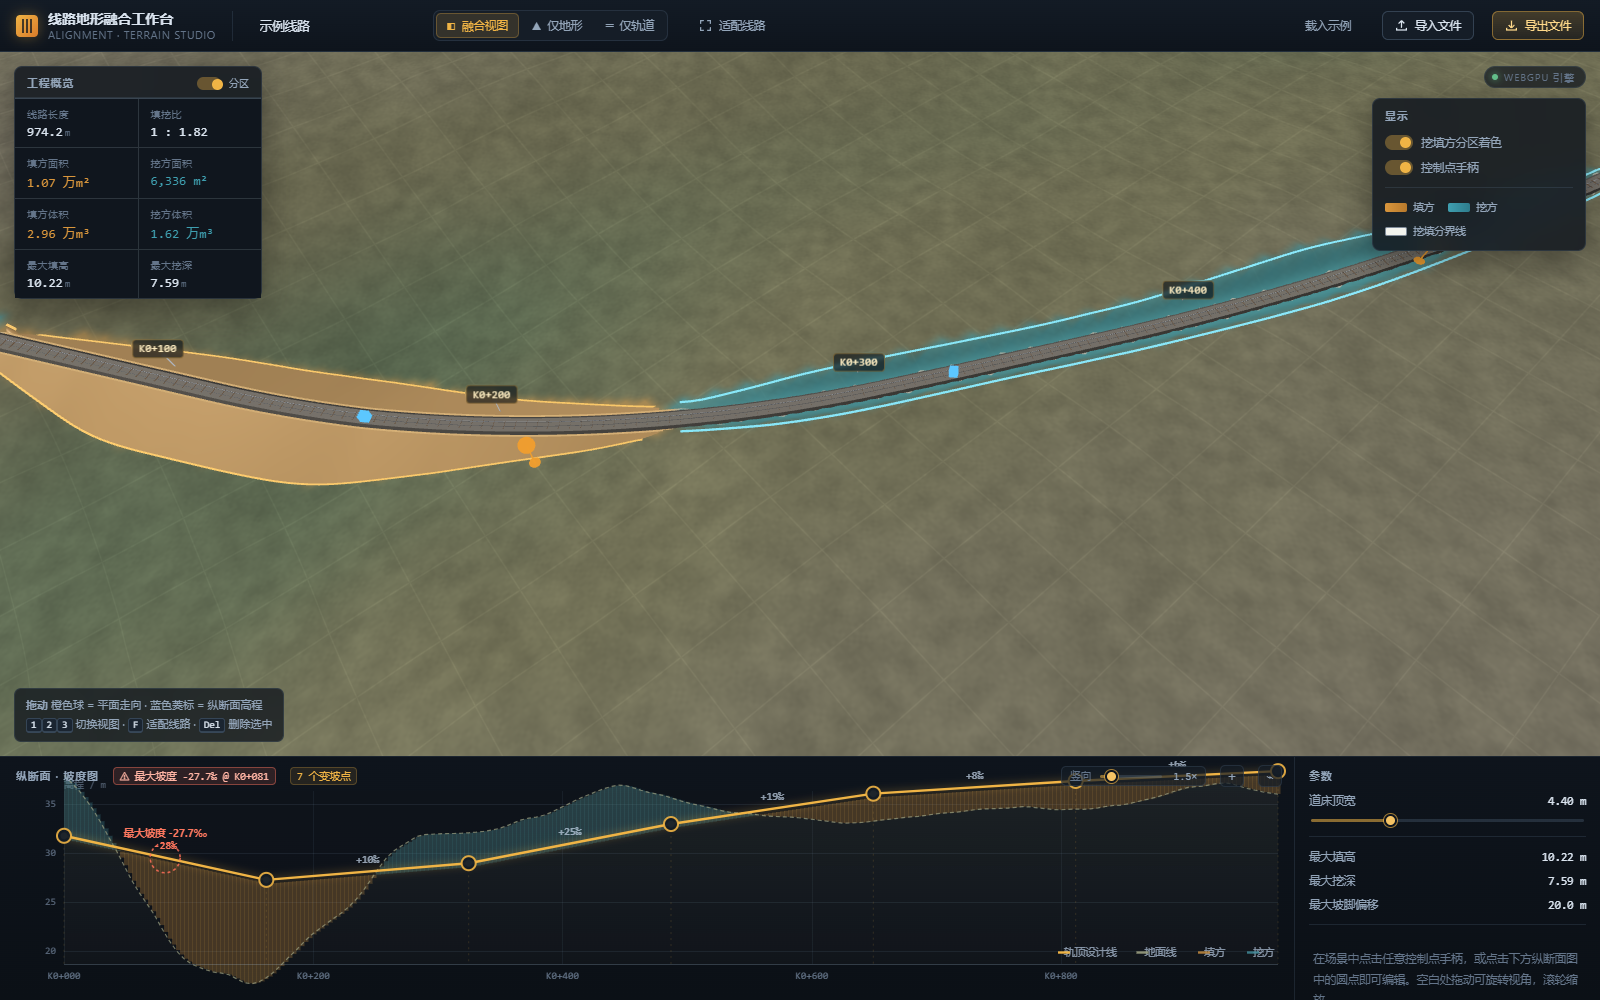 线路地形融合工作台
ALIGNMENT · TERRAIN STUDIO
示例线路
融合视图
仅地形
仅轨道
适配线路
载入示例
导入文件
导出文件
工程概览
分区
线路长度
974.2 m
填挖比
1 : 1.82
填方面积
1.07 万m²
挖方面积
6,336 m²
填方体积
2.96 万m³
挖方体积
1.62 万m³
最大填高
10.22 m
最大挖深
7.59 m
WEBGPU 引擎
显示
挖填方分区着色
控制点手柄
填方
挖方
挖填分界线
K0+100
K0+200
K0+300
K0+400
拖动 橙色球 = 平面走向 · 蓝色菱标 = 纵断面高程
1 2 3 切换视图 · F 适配线路 · Del 删除选中
纵断面 · 坡度图
最大坡度 -27.7‰ @ K0+081
7 个变坡点
竖向
1.5×
+
35
30
25
20
最大坡度 -27.7‰
-28‰
+10‰
+25‰
+19‰
+8‰
轨顶设计线
地面线
填方
挖方
K0+000
K0+200
K0+400
K0+600
K0+800
参数
道床顶宽
4.40 m
最大填高
10.22 m
最大挖深
7.59 m
最大坡脚偏移
20.0 m
在场景中点击任意控制点手柄，或点击下方纵断面图
中的圆点即可编辑。空白处拖动可旋转视角，滚轮缩